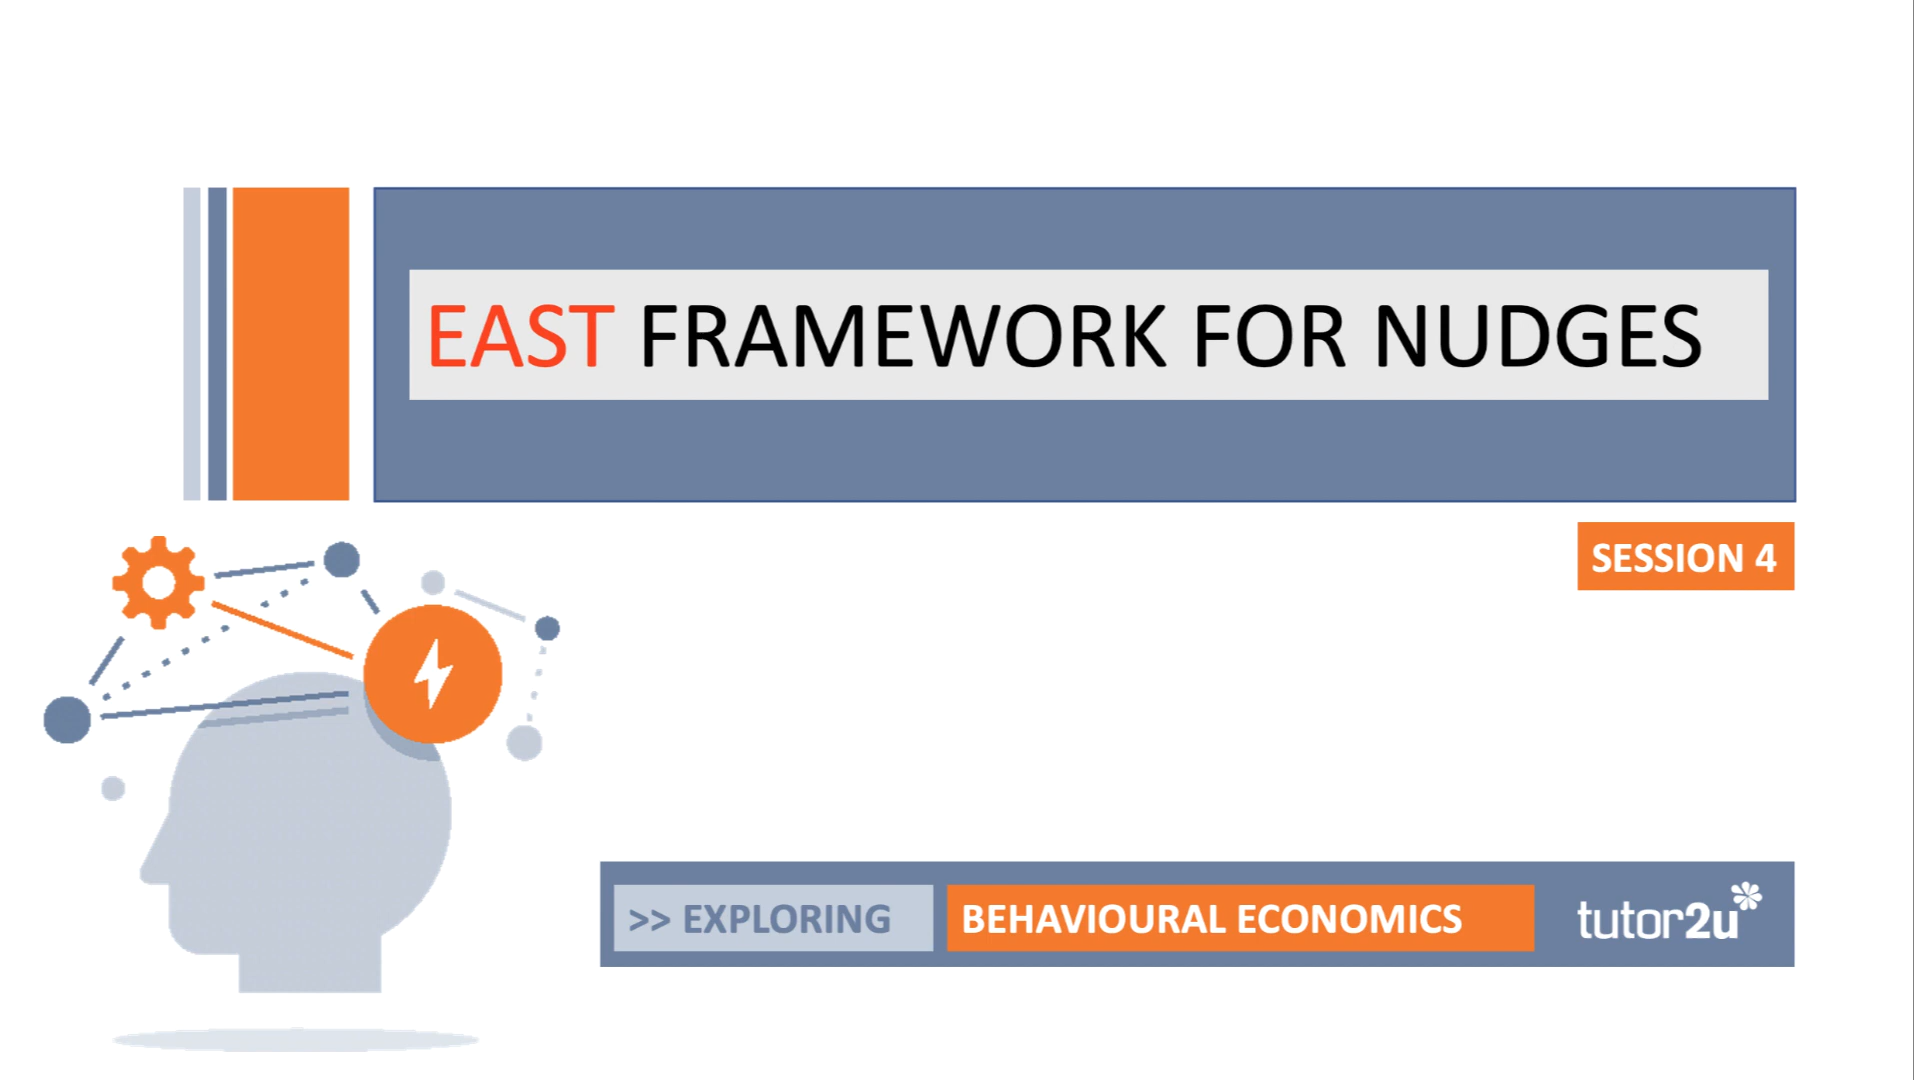 EAST FRAMEWORK FOR NUDGES
SESSION 4
>> EXPLORING BEHAVIOURAL ECONOMICS tutor2u